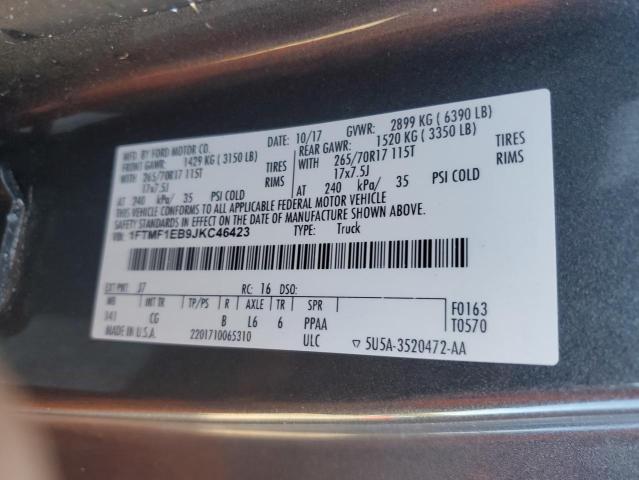 MFD. BY FORD MOTOR CO. 10/17 GVWR: 2899 KG ( 6390 LB)
FRONT GAWR: 1429 KG ( 3150 LB) REAR GAWR: 1520 KG ( 3350 LB)
WITH 265/70R17 115T TIRES WITH 265/70R17 115T TIRES
17x7.5J RIMS 17x7.5J RIMS
AT 240 kPa/ 35 PSI COLD AT 240 kPa/ 35 PSI COLD
THIS VEHICLE CONFORMS TO ALL APPLICABLE FEDERAL MOTOR VEHICLE
SAFETY STANDARDS IN EFFECT ON THE DATE OF MANUFACTURE SHOWN ABOVE.
VIN: 1FTMF1EB9JKC46423 TYPE: Truck
EXT PNT: J7 RC: 16 DSO: F0163
WB INT TR TP/PS R AXLE TR SPR T0570
141 CG B L6 6 PPAA
MADE IN U.S.A. 2201710065310 ULC ▽ 5U5A-3520472-AA